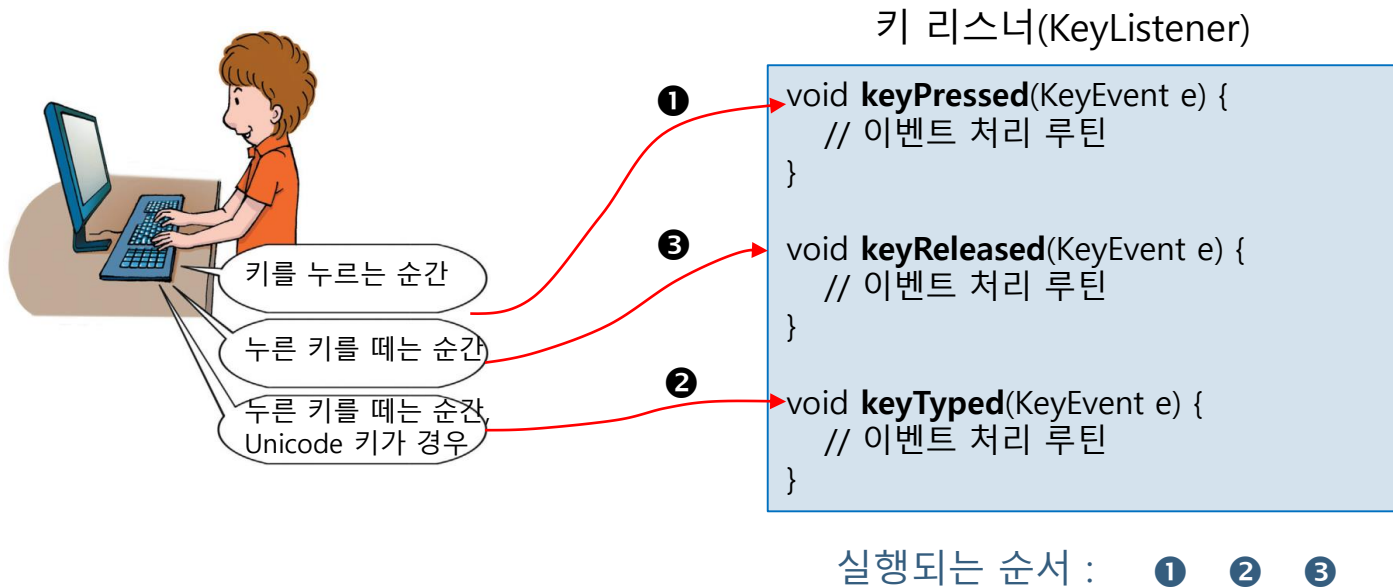 키 리스너(KeyListener)
❶
void keyPressed(KeyEvent e) {
// 이벤트 처리 루틴
}
❸
void keyReleased(KeyEvent e) {
// 이벤트 처리 루틴
}
❷
void keyTyped(KeyEvent e) {
// 이벤트 처리 루틴
}
키를 누르는 순간
누른 키를 떼는 순간
누른 키를 떼는 순간,
Unicode 키가 경우
실행되는 순서 : ❶ ❷ ❸